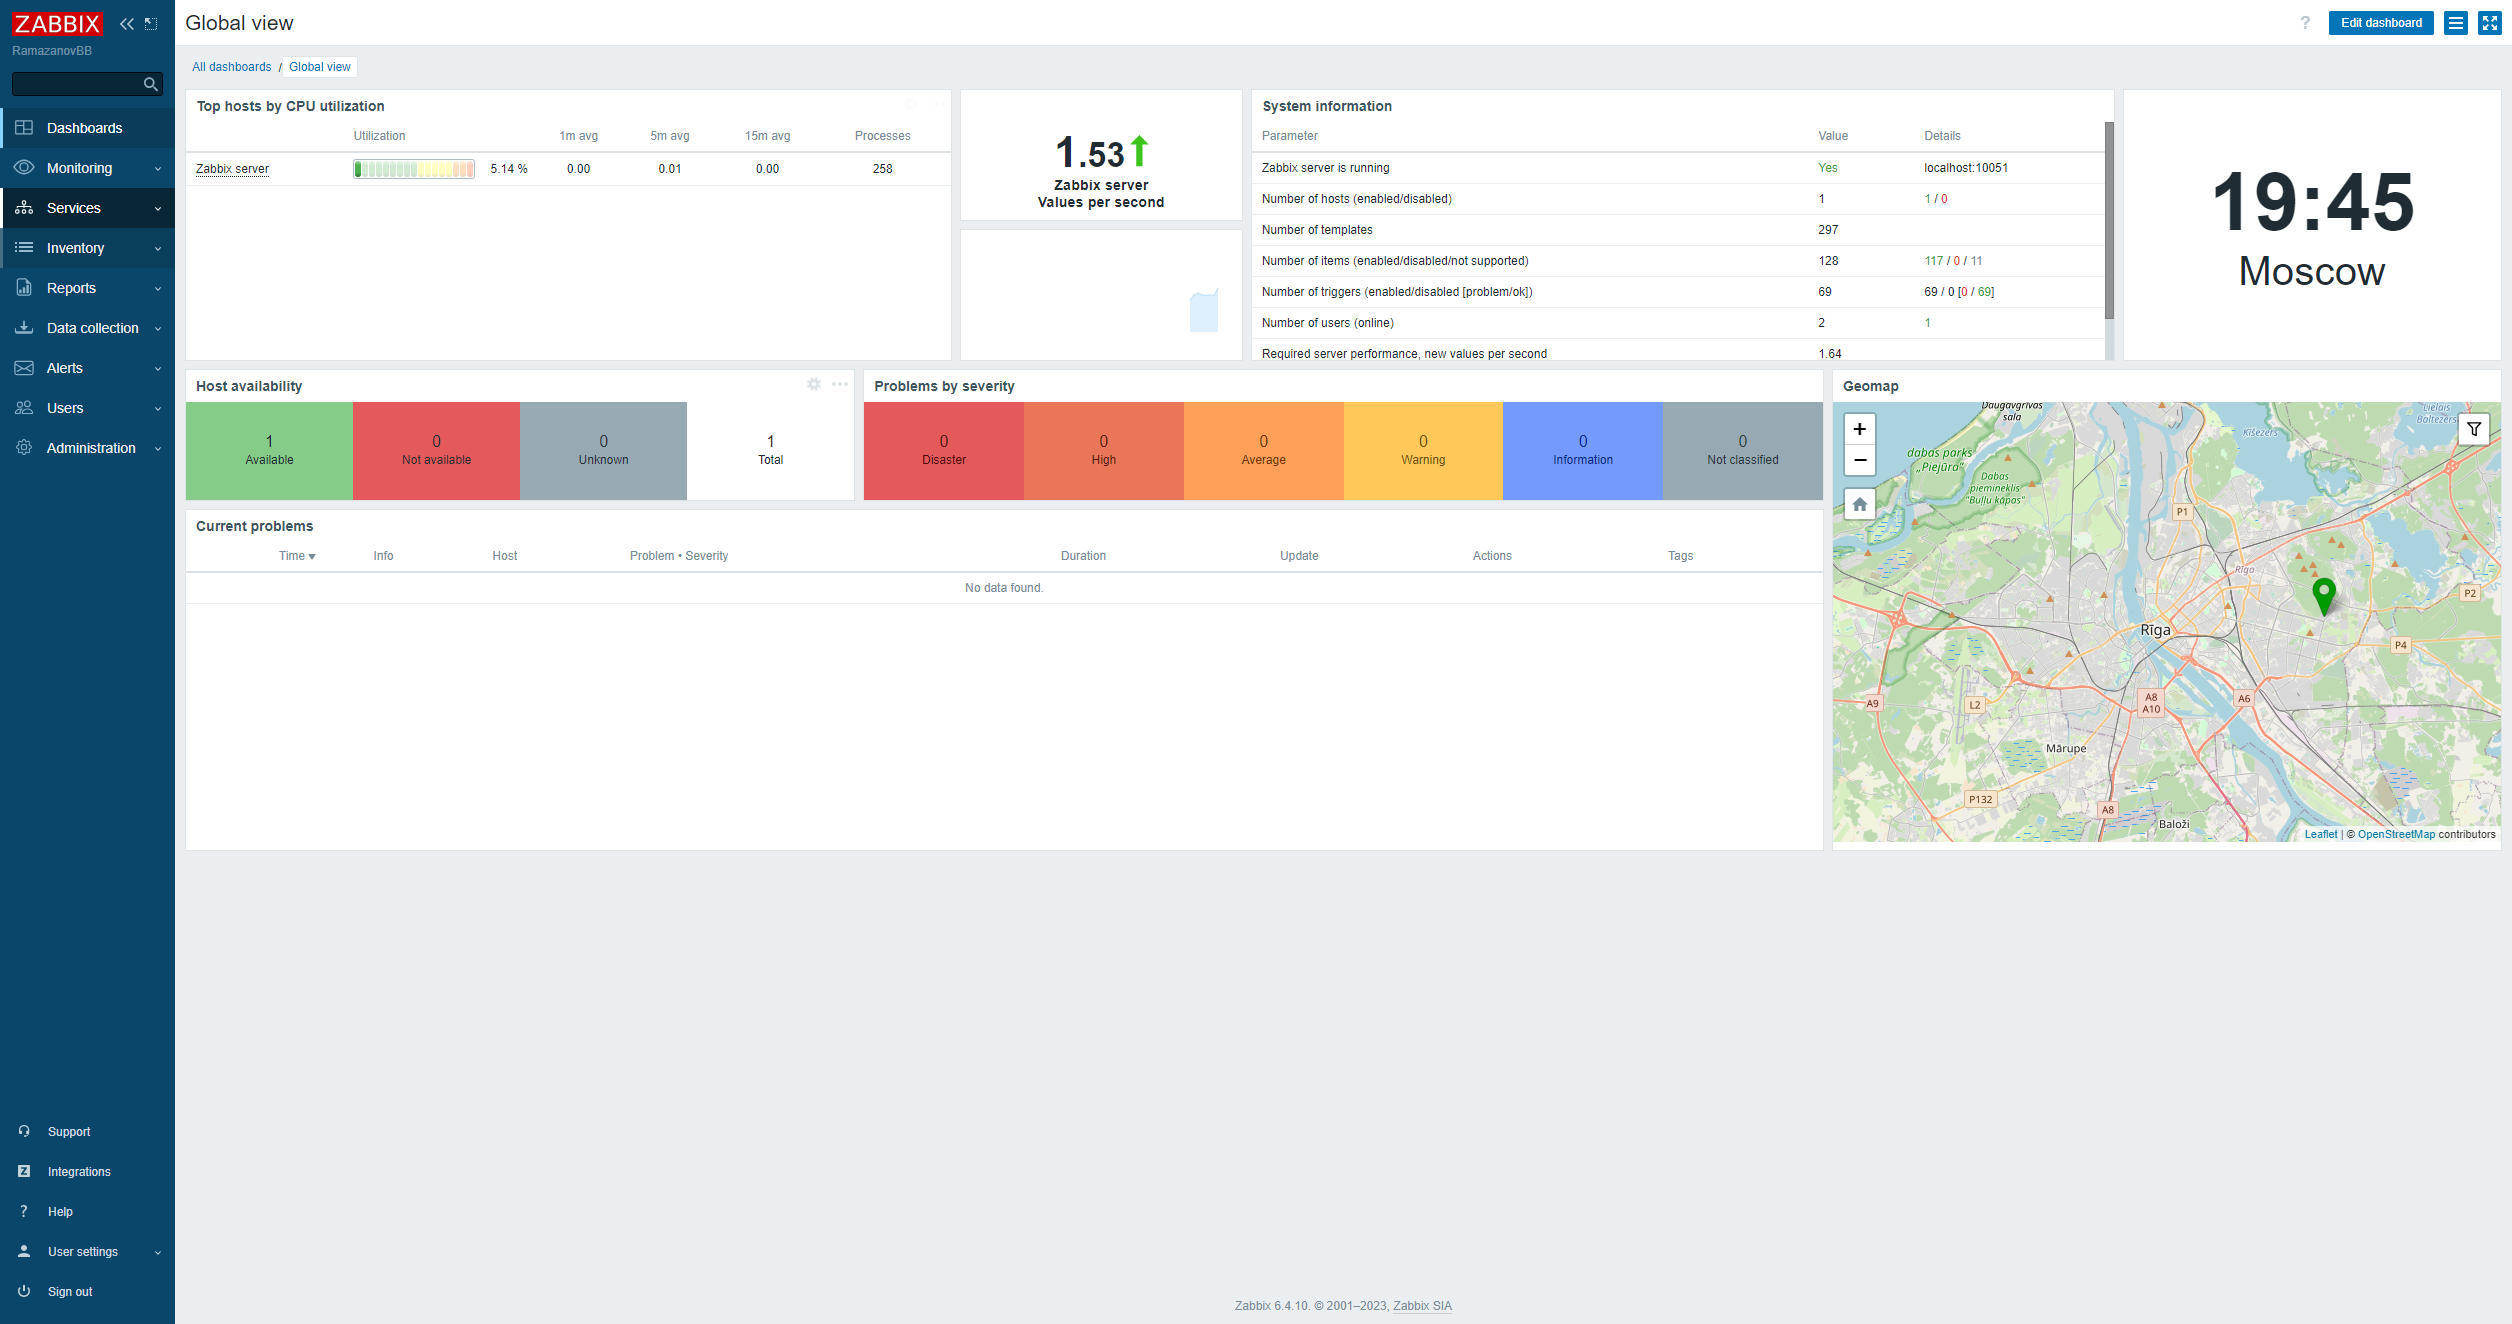 ZABBIX
RamazanovBB
Dashboards
Monitoring
Services
Inventory
Reports
Data collection
Alerts
Users
Administration
Support
Integrations
Help
User settings
Sign out
Global view
? Edit dashboard
All dashboards / Global view
Top hosts by CPU utilization
Utilization 1m avg 5m avg 15m avg Processes
Zabbix server 5.14 % 0.00 0.01 0.00 258
1.53
Zabbix server
Values per second
System information
Parameter Value Details
Zabbix server is running Yes localhost:10051
Number of hosts (enabled/disabled) 1 1 / 0
Number of templates 297
Number of items (enabled/disabled/not supported) 128 117 / 0 / 11
Number of triggers (enabled/disabled [problem/ok]) 69 69 / 0 [0 / 69]
Number of users (online) 2 1
Required server performance, new values per second 1.64
19:45
Moscow
Host availability
1 0 0 1
Available Not available Unknown Total
Problems by severity
0 0 0 0 0 0
Disaster High Average Warning Information Not classified
Current problems
Time Info Host Problem • Severity Duration Update Actions Tags
No data found.
Geomap
+
−
Daugavgrīvas
sala
Lielais
Baltezers
Ķīšezers
dabas parks
„Piejūra”
Dabas
piemineklis
"Buļļu kāpas"
P1
Rīga
P2
Rīga
P4
A9
L2
A8
A10
A6
Mārupe
P132
A8
Baloži
Leaflet | © OpenStreetMap contributors
Zabbix 6.4.10. © 2001–2023, Zabbix SIA